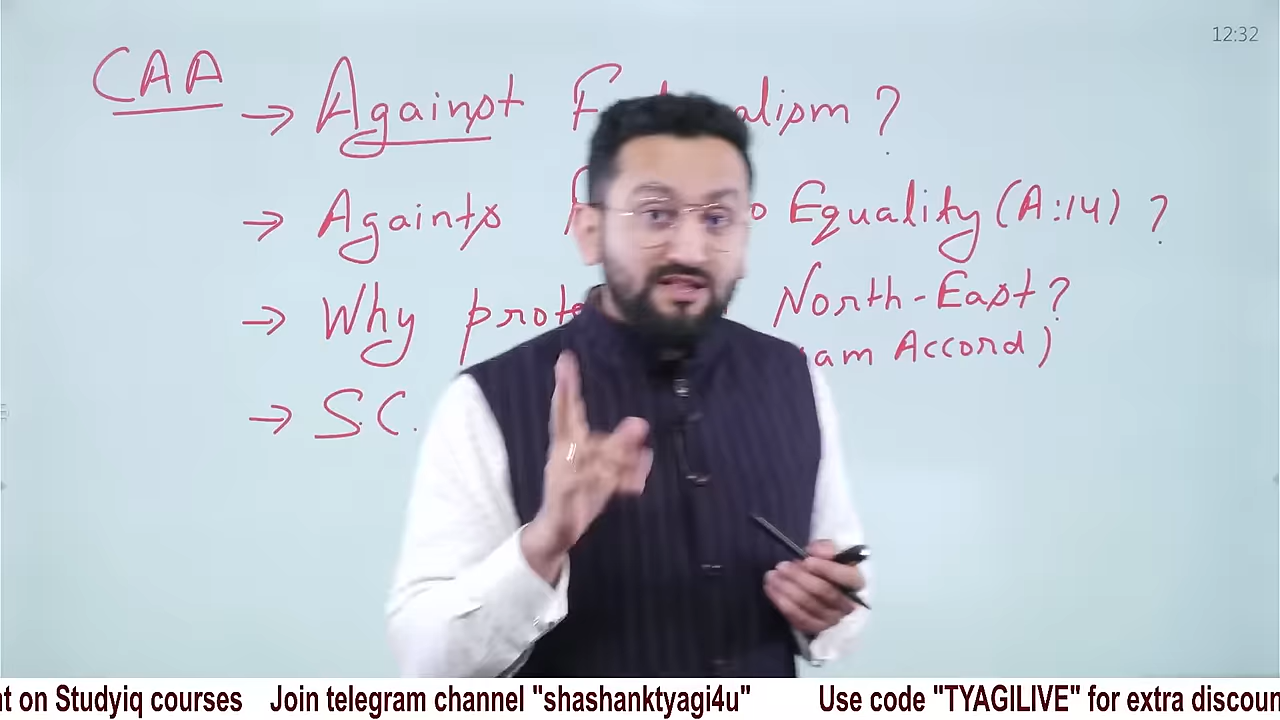 12:32
CAA → Against alism ?
→ Againts o Equality (A:14) ?
→ Why prote North-East ?
am Accord)
→ S.C.
nt on Studyiq courses Join telegram channel "shashanktyagi4u" Use code "TYAGILIVE" for extra discoun